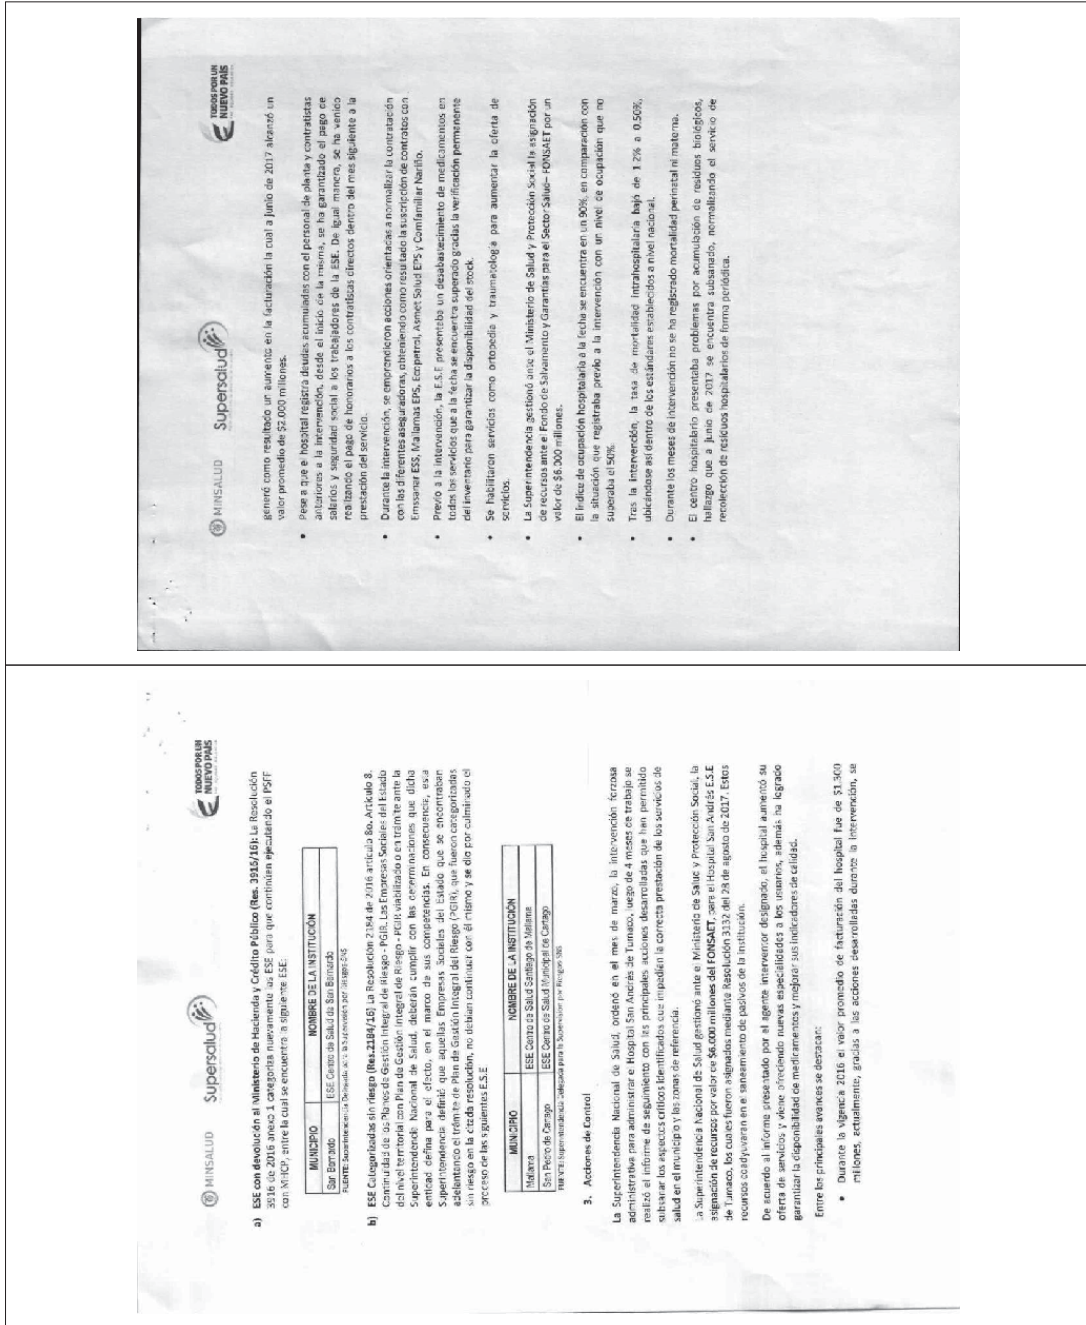 MINSALUD
Supersalud
TODOS POR UN
NUEVO PAÍS
a) ESE con devolución al Ministerio de Hacienda y Crédito Público (Res. 3916/16): La Resolución
3916 de 2016 anexo 1 categoriza nuevamente las ESE para que continúen ejecutando el PSFF
con MinHCP, entre la cual se encuentra la siguiente ESE:
MUNICIPIO NOMBRE DE LA INSTITUCIÓN
San Bernardo ESE Centro de Salud de San Bernardo
FUENTE: Superintendencia Delegada para la Supervisión por Riesgos-SNS
b) ESE Categorizadas sin riesgo (Res.2184/16) La Resolución 2184 de 2016 artículo 8o. Artículo 8.
Continuidad de los Planes de Gestión Integral de Riesgo - PGIR. Las Empresas Sociales del Estado
del nivel territorial con Plan de Gestión Integral de Riesgo - PGIR viabilizado o en trámite ante la
Superintendencia Nacional de Salud, deberán cumplir con las determinaciones que dicha
entidad defina para el efecto, en el marco de sus competencias. En consecuencia, esta
Superintendencia definió que aquellas Empresas Sociales del Estado que se encontraban
adelantando el trámite de Plan de Gestión Integral del Riesgo (PGIR), que fueron categorizadas
sin riesgo en la citada resolución, no debían continuar con él mismo y se dio por culminado el
proceso de las siguientes E.S.E
MUNICIPIO NOMBRE DE LA INSTITUCIÓN
Mallama ESE Centro de Salud Santiago de Mallama
San Pedro de Cartago ESE Centro de Salud Municipal de Cartago
FUENTE: Superintendencia Delegada para la Supervisión por Riesgos SNS
3. Acciones de Control
La Superintendencia Nacional de Salud, ordenó en el mes de marzo, la intervención forzosa
administrativa para administrar el Hospital San Andrés de Tumaco, luego de 4 meses de trabajo se
realizó el informe de seguimiento con las principales acciones desarrolladas que han permitido
subsanar los aspectos críticos identificados que impedían la correcta prestación de los servicios de
salud en el municipio y las zonas de referencia.
La Superintendencia Nacional de Salud gestionó ante el Ministerio de Salud y Protección Social, la
asignación de recursos por valor de $6.000 millones del FONSAET, para el Hospital San Andrés E.S.E
de Tumaco, los cuales fueron asignados mediante Resolución 3132 del 28 de agosto de 2017. Estos
recursos coadyuvaran en el saneamiento de pasivos de la institución.
De acuerdo al informe presentado por el agente interventor designado, el hospital aumentó su
oferta de servicios y viene ofreciendo nuevas especialidades a los usuarios, además ha logrado
garantizar la disponibilidad de medicamentos y mejorar sus indicadores de calidad.
Entre los principales avances se destacan:
• Durante la vigencia 2016 el valor promedio de facturación del hospital fue de $1.300
millones, actualmente, gracias a las acciones desarrolladas durante la intervención, se
MINSALUD
Supersalud
TODOS POR UN
NUEVO PAÍS
generó como resultado un aumento en la facturación la cual a junio de 2017 alcanzó un
valor promedio de $2.000 millones.
• Pese a que el hospital registra deudas acumuladas con el personal de planta y contratistas
anteriores a la intervención, desde el inicio de la misma, se ha garantizado el pago de
salarios y seguridad social a los trabajadores de la ESE. De igual manera, se ha venido
realizando el pago de honorarios a los contratistas directos dentro del mes siguiente a la
prestación del servicio.
• Durante la intervención, se emprendieron acciones orientadas a normalizar la contratación
con las diferentes aseguradoras, obteniendo como resultado la suscripción de contratos con
Emssanar ESS, Mallamas EPS, Ecopetrol, Asmet Salud EPS y Comfamiliar Nariño.
• Previo a la intervención, la E.S.E presentaba un desabastecimiento de medicamentos en
todos los servicios que a la fecha se encuentra superado gracias la verificación permanente
del inventario para garantizar la disponibilidad del stock.
• Se habilitaron servicios como ortopedia y traumatología para aumentar la oferta de
servicios.
• La Superintendencia gestionó ante el Ministerio de Salud y Protección Social la asignación
de recursos ante el Fondo de Salvamento y Garantías para el Sector Salud– FONSAET por un
valor de $6.000 millones.
• El índice de ocupación hospitalaria a la fecha se encuentra en un 90%, en comparación con
la situación que registraba previo a la intervención con un nivel de ocupación que no
superaba el 50%.
• Tras la intervención, la tasa de mortalidad intrahospitalaria bajó de 1.2% a 0.50%,
ubicándose así dentro de los estándares establecidos a nivel nacional.
• Durante los meses de intervención no se ha registrado mortalidad perinatal ni materna.
• El centro hospitalario presentaba problemas por acumulación de residuos biológicos,
hallazgo que a junio de 2017 se encuentra subsanado, normalizando el servicio de
recolección de residuos hospitalarios de forma periódica.